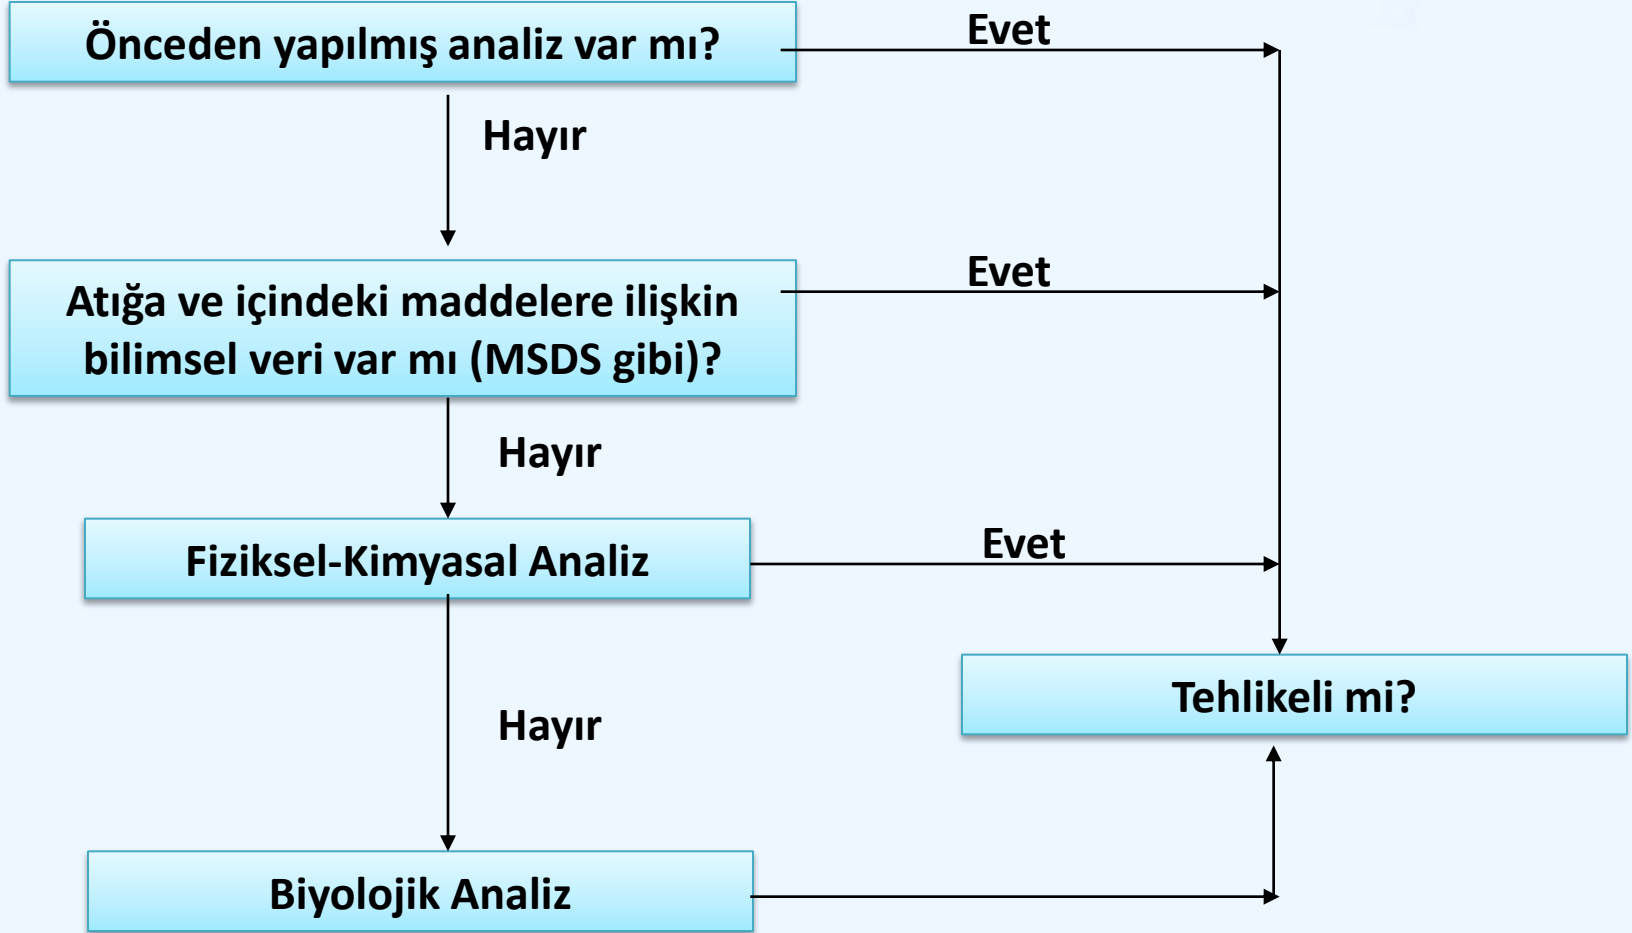 Önceden yapılmış analiz var mı?
Evet
Hayır
Atığa ve içindeki maddelere ilişkin
bilimsel veri var mı (MSDS gibi)?
Evet
Hayır
Fiziksel-Kimyasal Analiz
Evet
Hayır
Tehlikeli mi?
Biyolojik Analiz